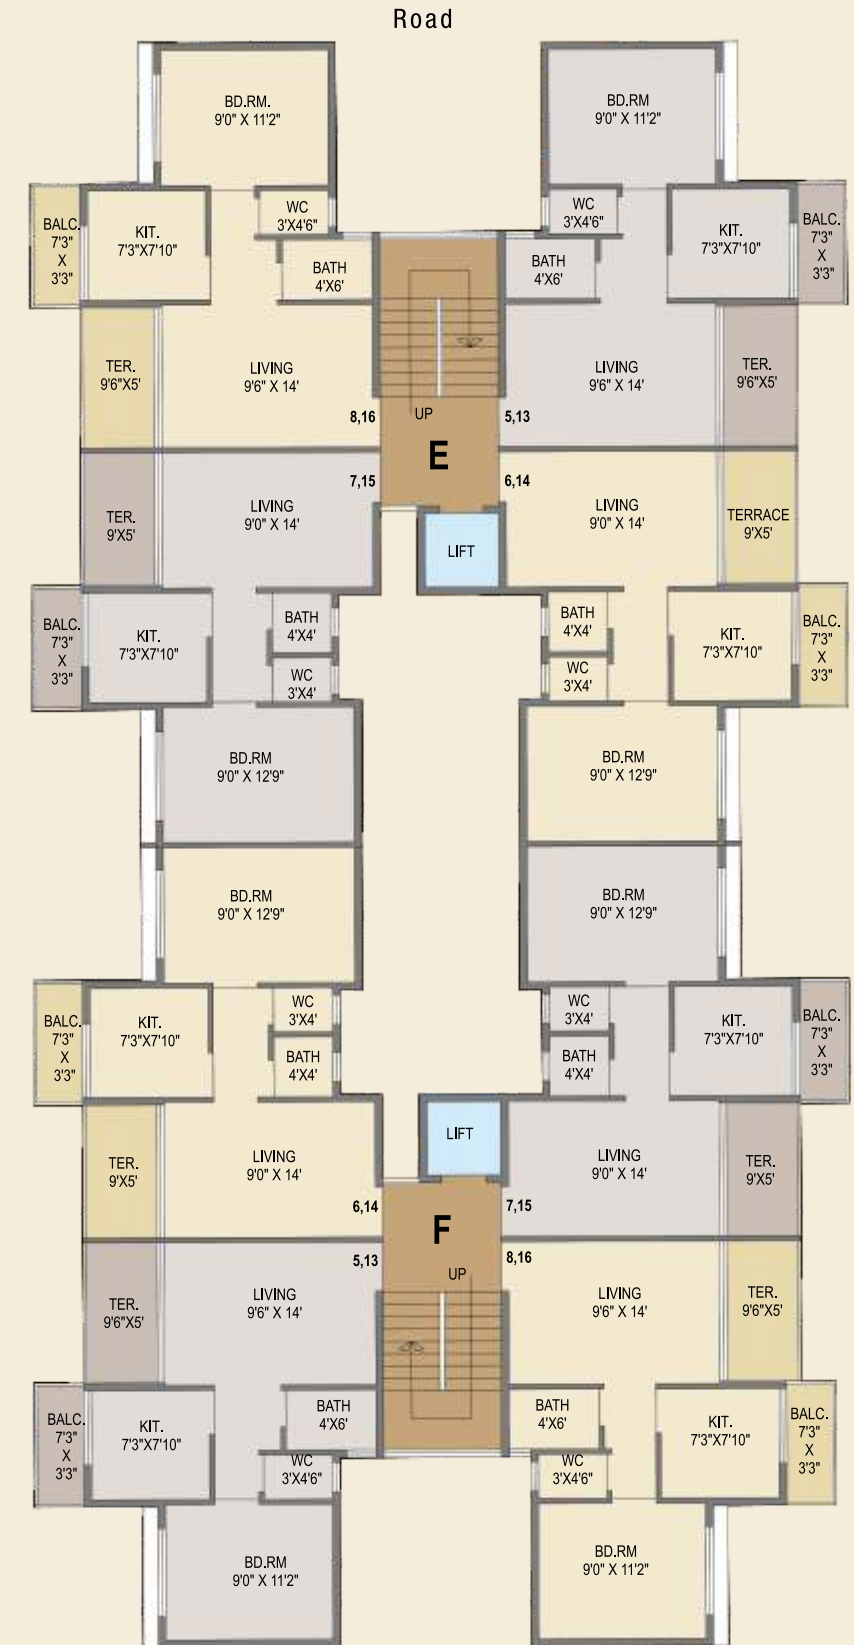 Road
BD.RM.
9'0" X 11'2"
BD.RM
9'0" X 11'2"
BALC.
7'3"
X
3'3"
KIT.
7'3"X7'10"
WC
3'X4'6"
BATH
4'X6'
WC
3'X4'6"
BATH
4'X6'
KIT.
7'3"X7'10"
BALC.
7'3"
X
3'3"
TER.
9'6"X5'
LIVING
9'6" X 14'
8,16
UP
5,13
LIVING
9'6" X 14'
TER.
9'6"X5'
E
TER.
9'X5'
LIVING
9'0" X 14'
7,15
6,14
LIVING
9'0" X 14'
TERRACE
9'X5'
LIFT
BALC.
7'3"
X
3'3"
KIT.
7'3"X7'10"
BATH
4'X4'
WC
3'X4'
BATH
4'X4'
WC
3'X4'
KIT.
7'3"X7'10"
BALC.
7'3"
X
3'3"
BD.RM
9'0" X 12'9"
BD.RM
9'0" X 12'9"
BD.RM
9'0" X 12'9"
BD.RM
9'0" X 12'9"
BALC.
7'3"
X
3'3"
KIT.
7'3"X7'10"
WC
3'X4'
BATH
4'X4'
WC
3'X4'
BATH
4'X4'
KIT.
7'3"X7'10"
BALC.
7'3"
X
3'3"
LIFT
TER.
9'X5'
LIVING
9'0" X 14'
6,14
7,15
LIVING
9'0" X 14'
TER.
9'X5'
F
5,13
8,16
UP
TER.
9'6"X5'
LIVING
9'6" X 14'
LIVING
9'6" X 14'
TER.
9'6"X5'
BALC.
7'3"
X
3'3"
KIT.
7'3"X7'10"
BATH
4'X6'
WC
3'X4'6"
BATH
4'X6'
WC
3'X4'6"
KIT.
7'3"X7'10"
BALC.
7'3"
X
3'3"
BD.RM
9'0" X 11'2"
BD.RM
9'0" X 11'2"